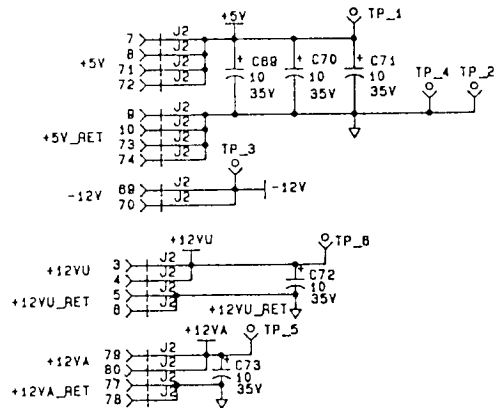 +5V
TP_1
7 J2
8 J2
+5V
71 J2
72 J2
+ C69 10 35V
+ C70 10 35V
+ C71 10 35V
TP_4 TP_2
9 J2
10 J2
+5V_RET
73 J2
74 J2
TP_3
-12V
69 J2
70 J2
-12V
+12VU
TP_6
+12VU
3 J2
4 J2
+12VU_RET
5 J2
6 J2
+ C72 10 35V
+12VU_RET
+12VA
TP_5
+12VA
79 J2
80 J2
+12VA_RET
77 J2
78 J2
+ C73 10 35V